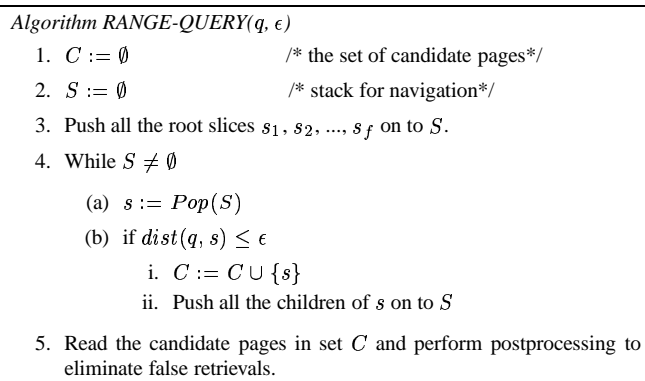 Algorithm RANGE-QUERY(q, ϵ)
1. C := ∅ /* the set of candidate pages*/
2. S := ∅ /* stack for navigation*/
3. Push all the root slices s₁, s₂, ..., s_f on to S.
4. While S ≠ ∅
(a) s := Pop(S)
(b) if dist(q, s) ≤ ϵ
i. C := C ∪ {s}
ii. Push all the children of s on to S
5. Read the candidate pages in set C and perform postprocessing to
eliminate false retrievals.